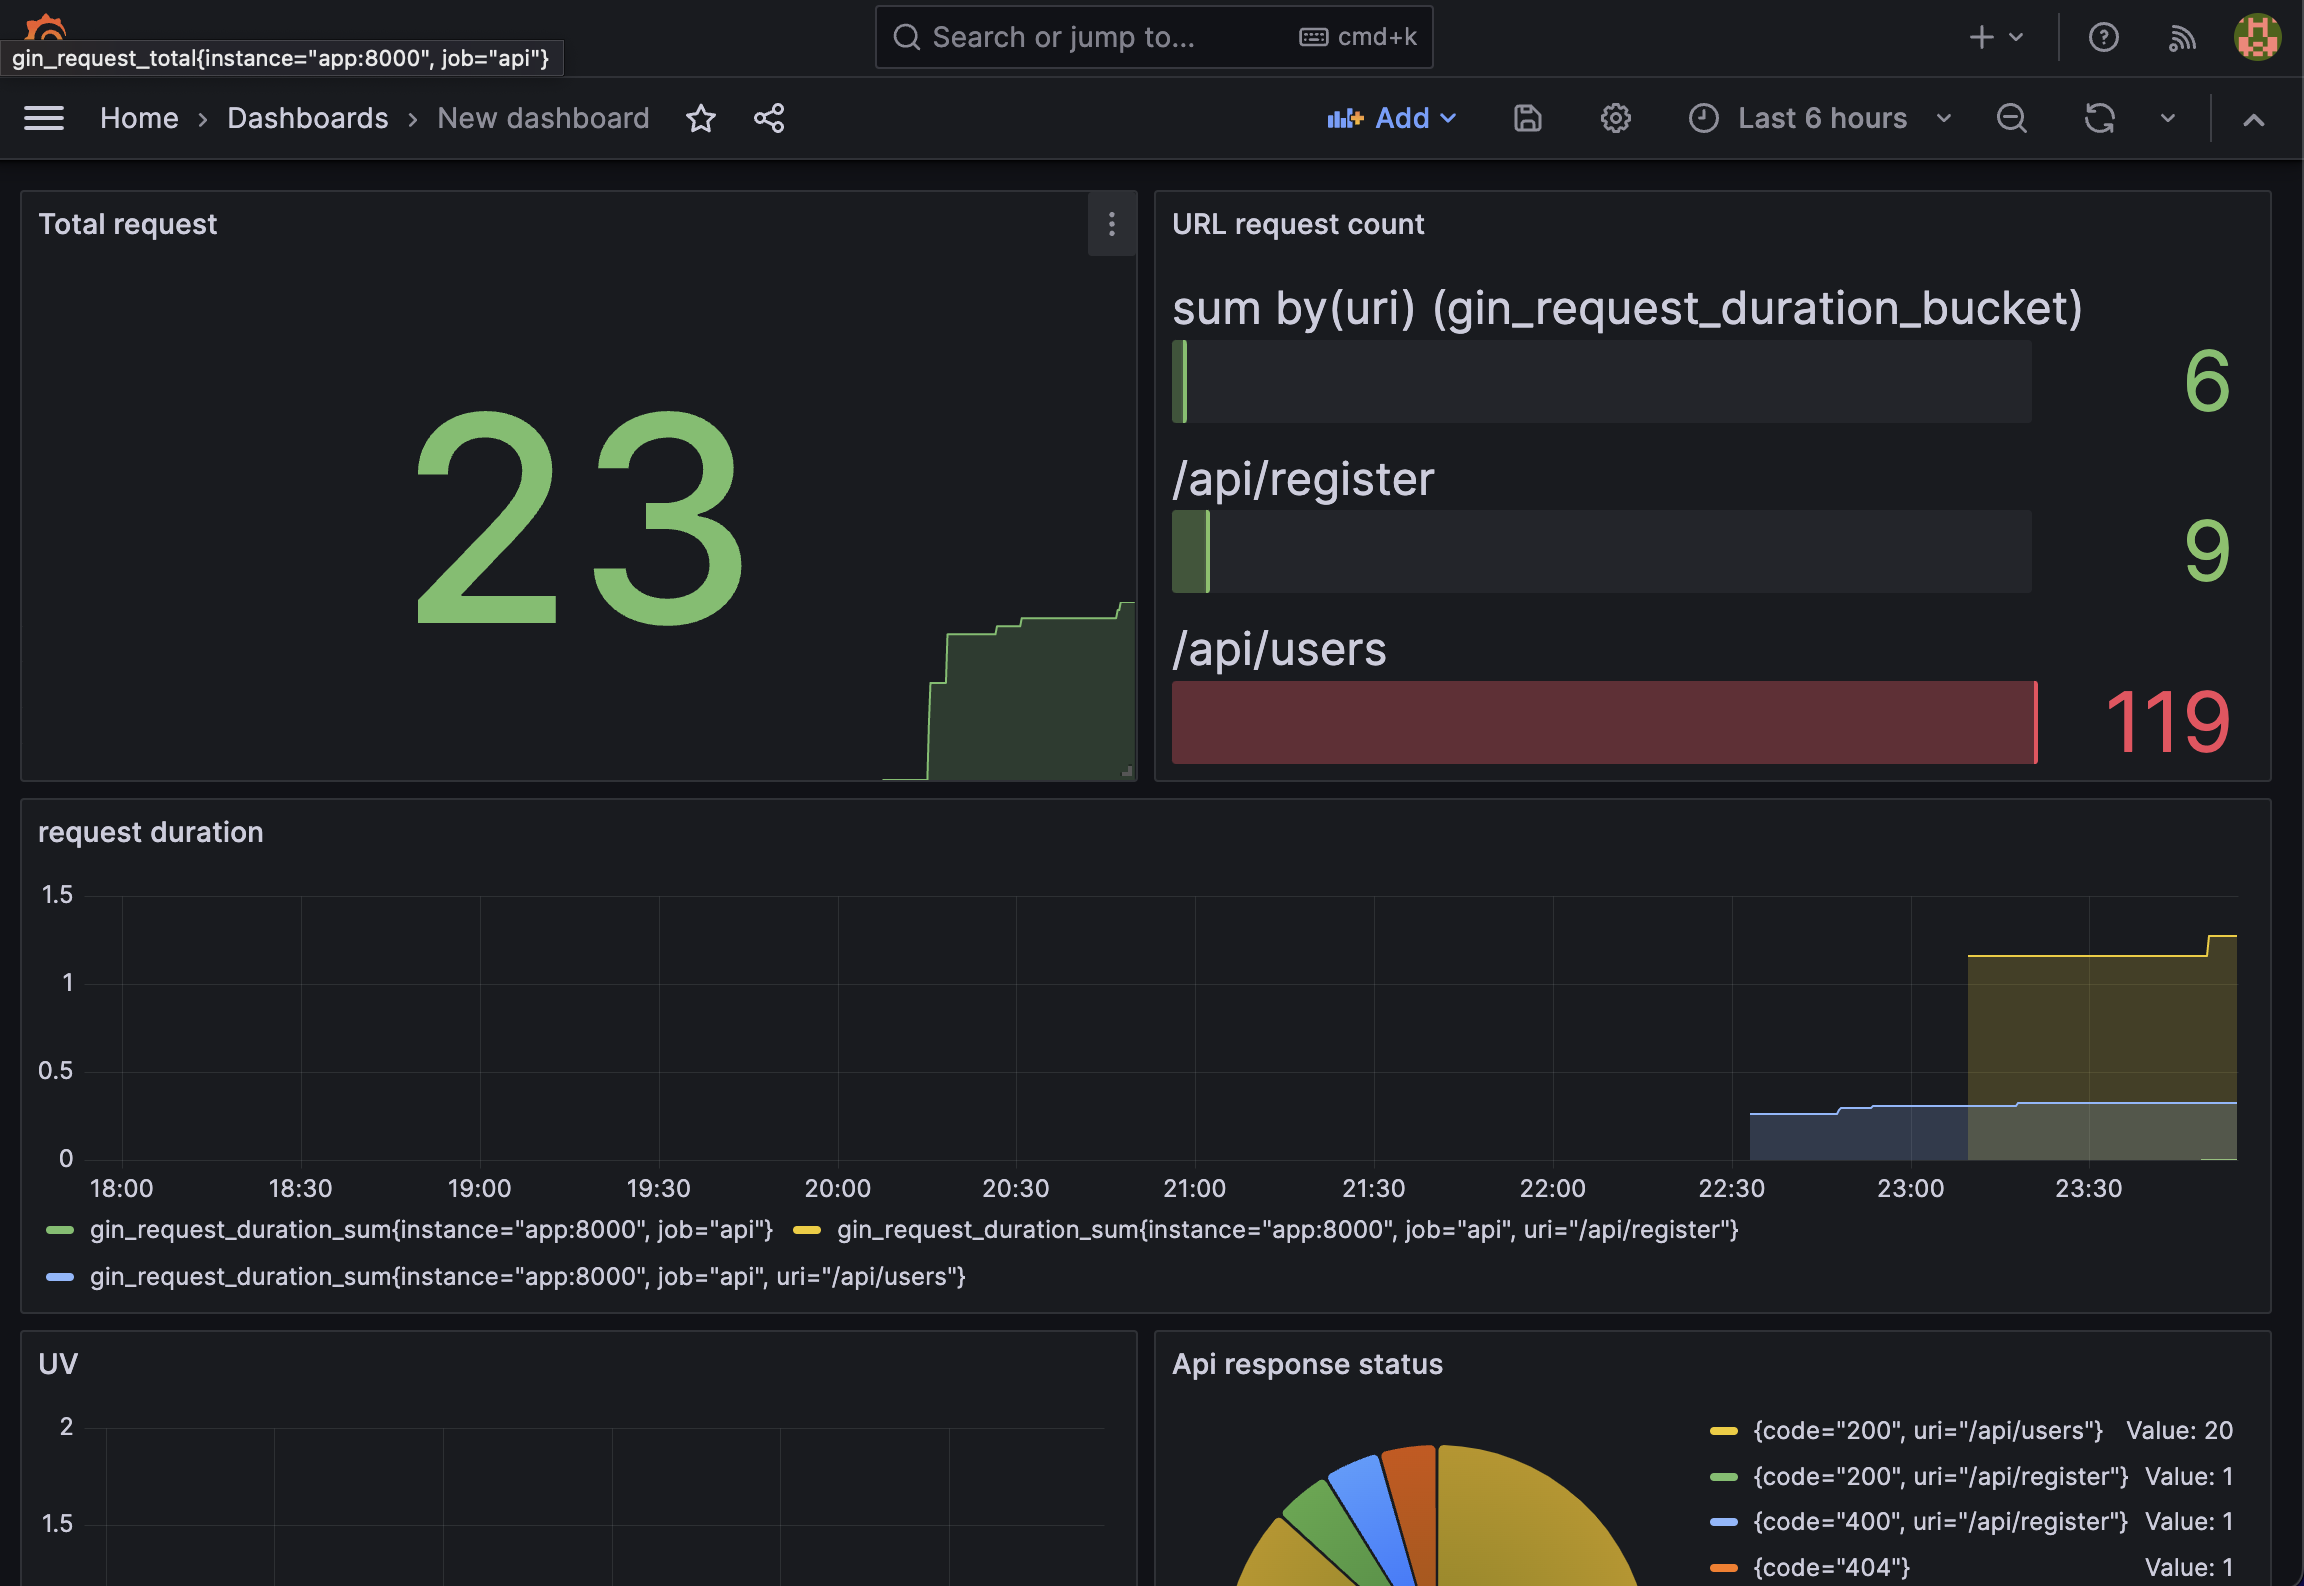 Search or jump to... cmd+k
gin_request_total{instance="app:8000", job="api"}
Home › Dashboards › New dashboard Add Last 6 hours
Total request
23
URL request count
sum by(uri) (gin_request_duration_bucket)
6
/api/register
9
/api/users
119
request duration
1.5
1
0.5
0
18:00 18:30 19:00 19:30 20:00 20:30 21:00 21:30 22:00 22:30 23:00 23:30
gin_request_duration_sum{instance="app:8000", job="api"} gin_request_duration_sum{instance="app:8000", job="api", uri="/api/register"}
gin_request_duration_sum{instance="app:8000", job="api", uri="/api/users"}
UV
2
1.5
Api response status
{code="200", uri="/api/users"} Value: 20
{code="200", uri="/api/register"} Value: 1
{code="400", uri="/api/register"} Value: 1
{code="404"} Value: 1